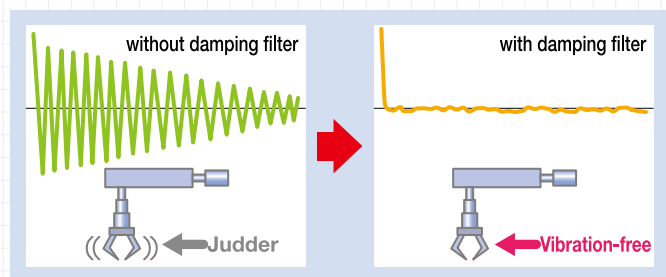 without damping filter
Judder
with damping filter
Vibration-free